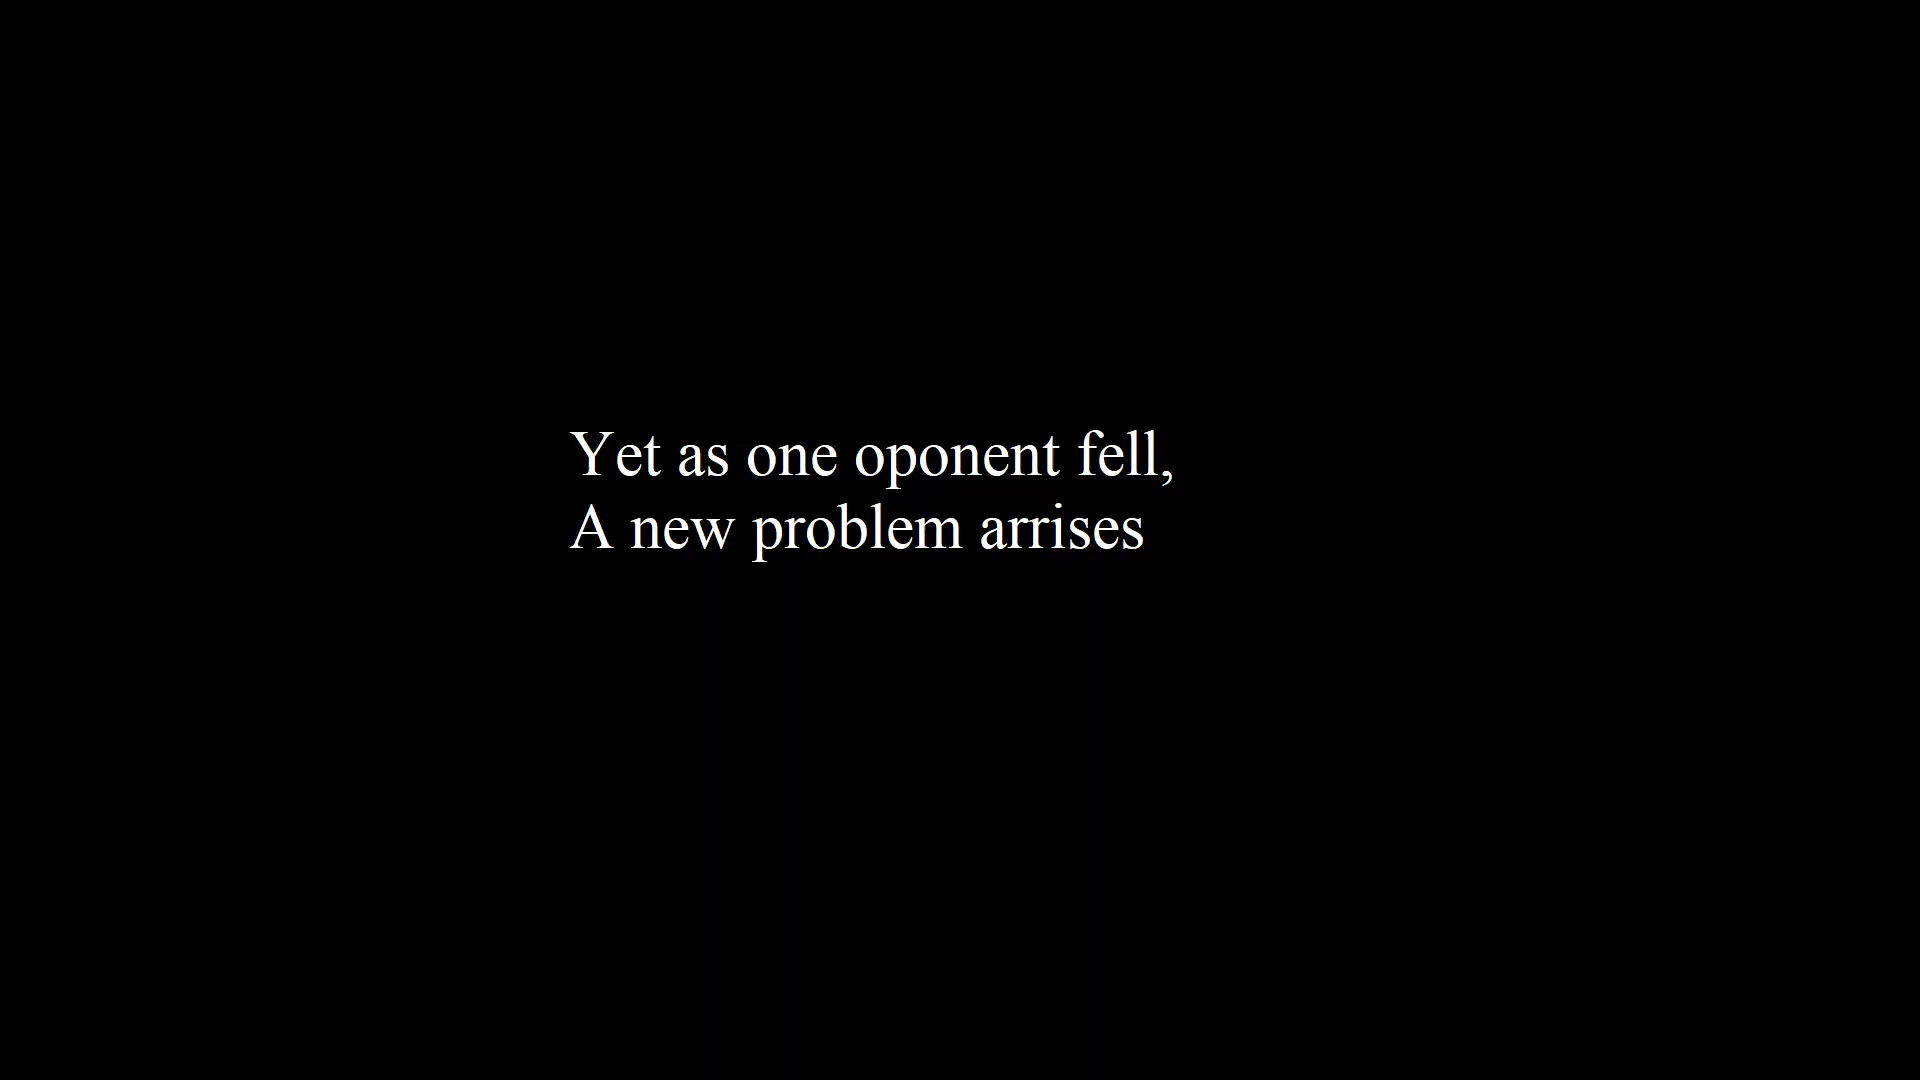 Yet as one oponent fell,
A new problem arrises